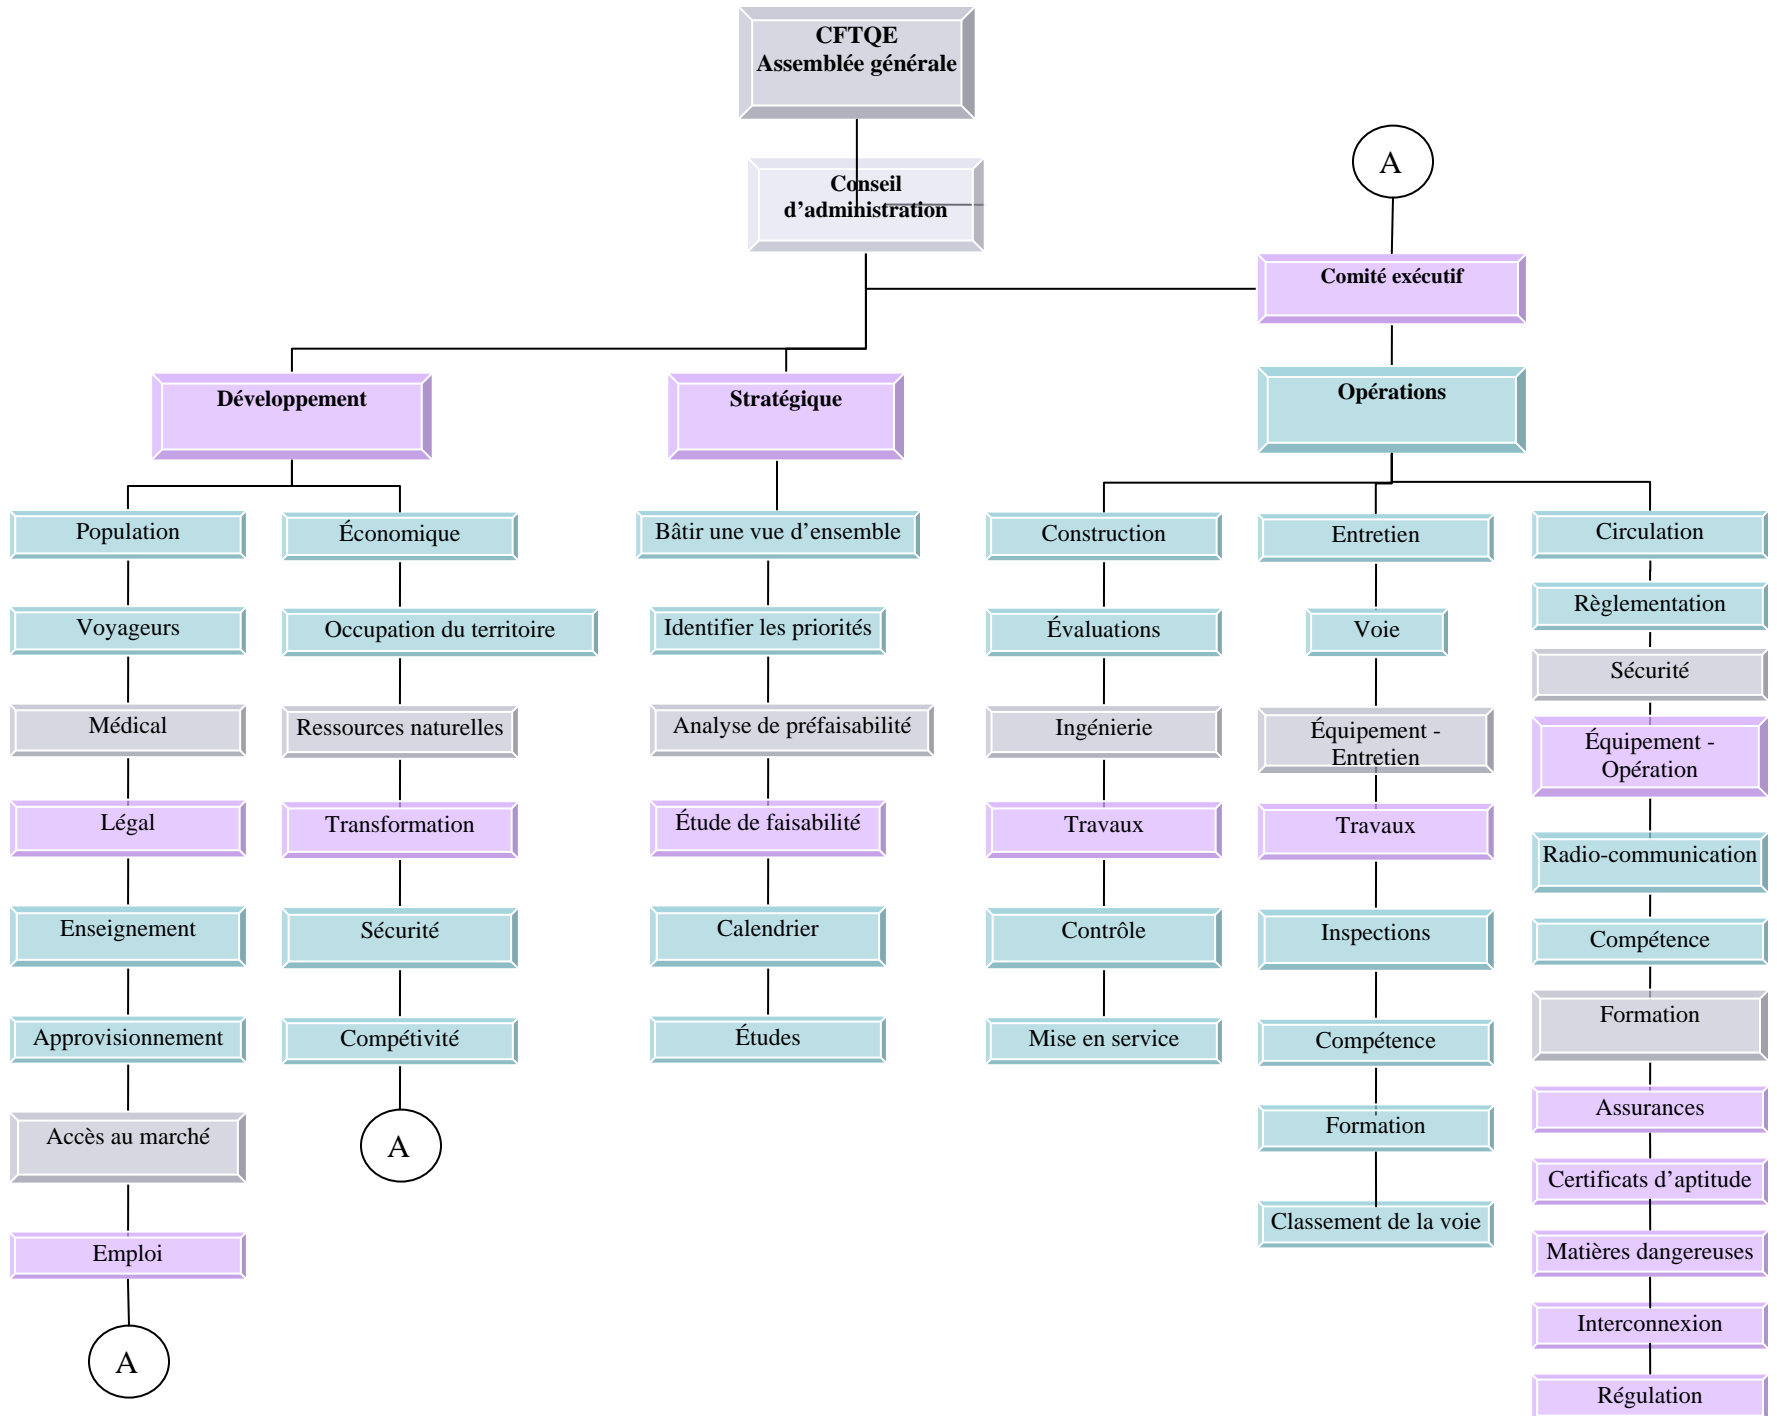 CFTQE
Assemblée générale
Conseil
d’administration
A
Comité exécutif
Développement
Stratégique
Opérations
Population
Voyageurs
Médical
Légal
Enseignement
Approvisionnement
Accès au marché
Emploi
A
Économique
Occupation du territoire
Ressources naturelles
Transformation
Sécurité
Compétivité
A
Bâtir une vue d’ensemble
Identifier les priorités
Analyse de préfaisabilité
Étude de faisabilité
Calendrier
Études
Construction
Évaluations
Ingénierie
Travaux
Contrôle
Mise en service
Entretien
Voie
Équipement -
Entretien
Travaux
Inspections
Compétence
Formation
Classement de la voie
Circulation
Règlementation
Sécurité
Équipement -
Opération
Radio-communication
Compétence
Formation
Assurances
Certificats d’aptitude
Matières dangereuses
Interconnexion
Régulation